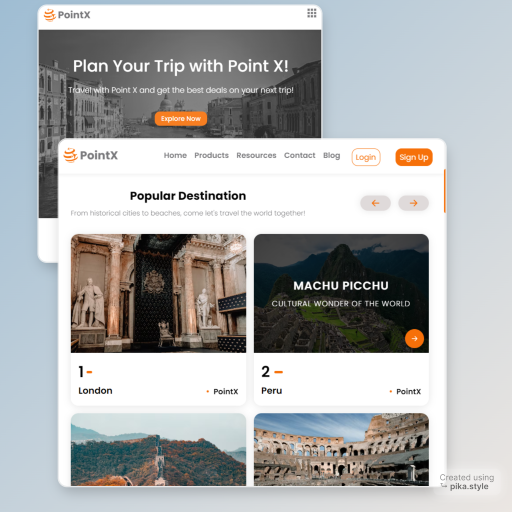 PointX
Plan Your Trip with Point X!
Travel with Point X and get the best deals on your next trip!
Explore Now
PointX
Home Products Resources Contact Blog Login Sign Up
Popular Destination
From historical cities to beaches, come let's travel the world together!
MACHU PICCHU
CULTURAL WONDER OF THE WORLD
1 -
London
• PointX
2 -
Peru
• PointX
Created using
pika.style